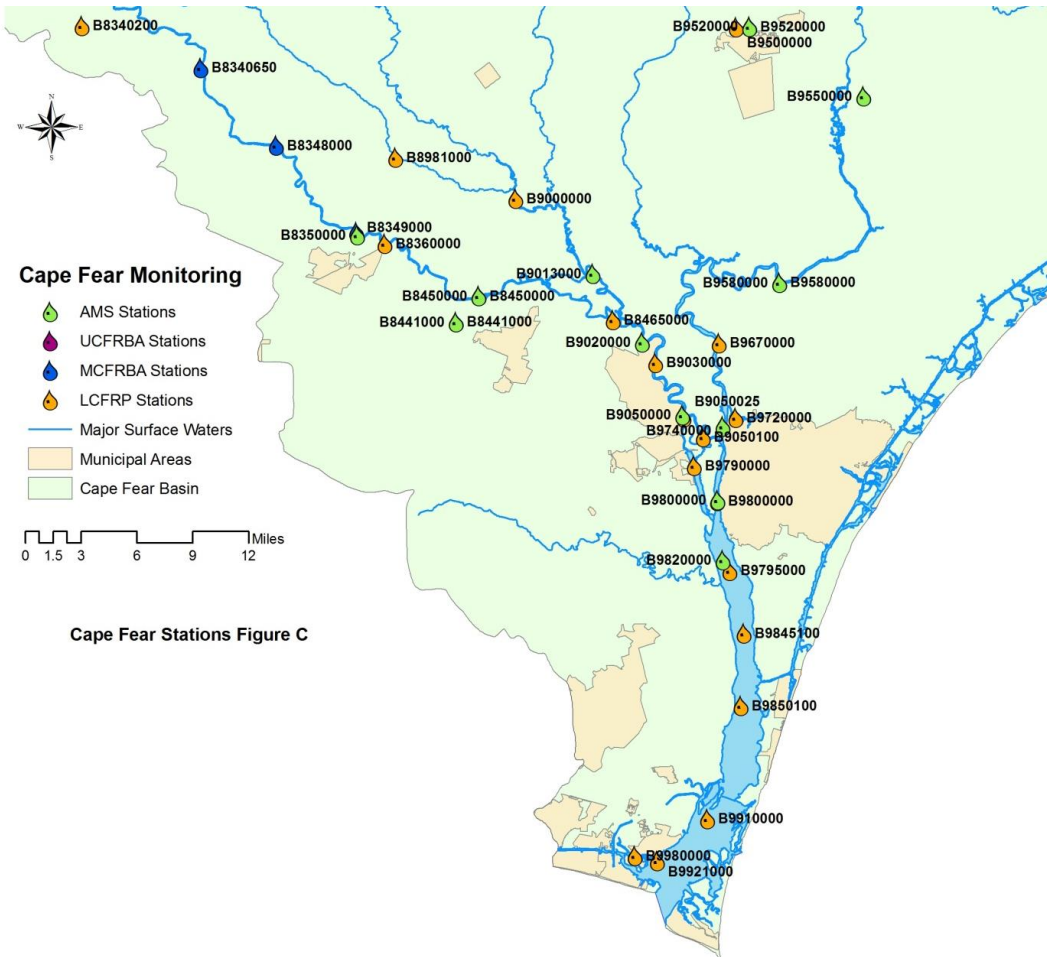 B8340200
B9520000 B9520000
B9500000
B8340650
B9550000
N
W E
S
B8348000
B8981000
B9000000
B8349000
B8350000
B8360000
Cape Fear Monitoring
B9013000
B9580000 B9580000
B8450000 B8450000
AMS Stations
B8441000 B8441000
B8465000
UCFRBA Stations
B9020000
B9670000
MCFRBA Stations
B9030000
LCFRP Stations
B9050025
B9050000
B9720000
Major Surface Waters
B9740000
B9050100
Municipal Areas
B9790000
Cape Fear Basin
B9800000 B9800000
Miles
0 1.5 3 6 9 12
B9820000
B9795000
Cape Fear Stations Figure C
B9845100
B9850100
B9910000
B9980000
B9921000